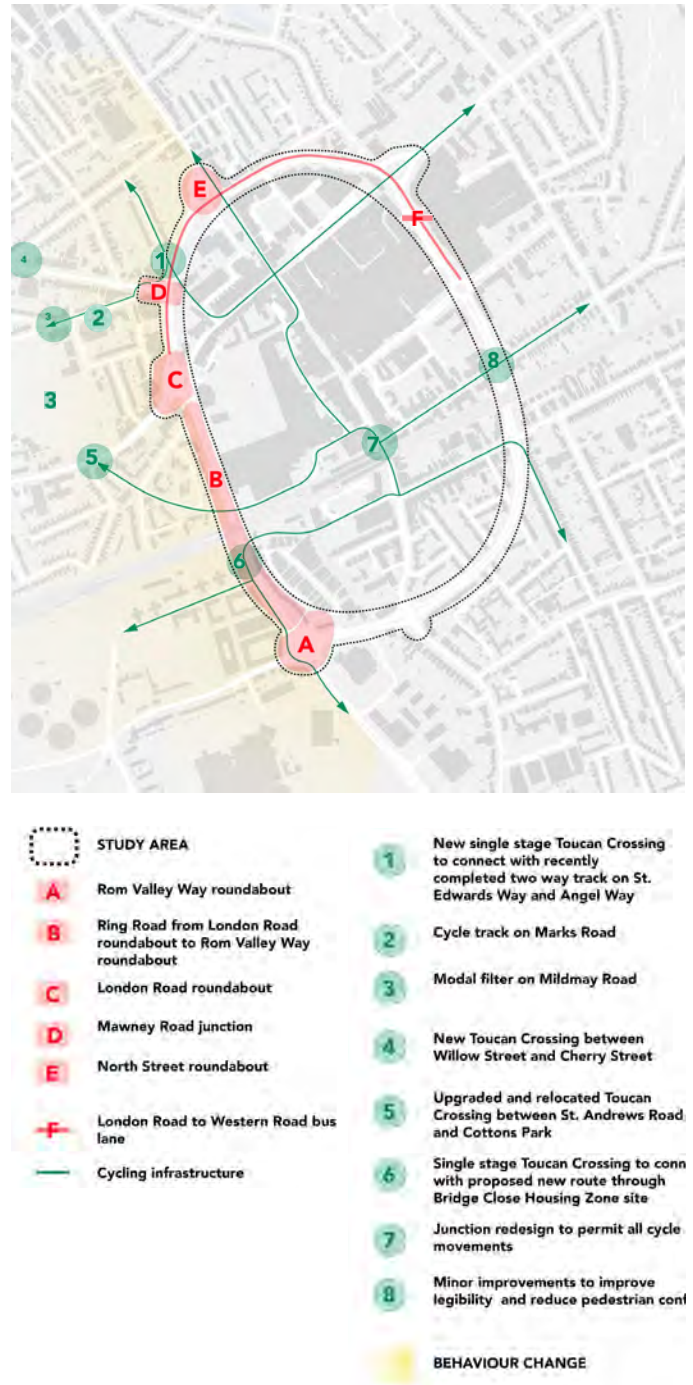 E
F
1
4
D
3
2
8
C
3
7
5
B
6
A
STUDY AREA
A
Rom Valley Way roundabout
B
Ring Road from London Road
roundabout to Rom Valley Way
roundabout
C
London Road roundabout
D
Mawney Road junction
E
North Street roundabout
F
London Road to Western Road bus
lane
Cycling infrastructure
1
New single stage Toucan Crossing
to connect with recently
completed two way track on St.
Edwards Way and Angel Way
2
Cycle track on Marks Road
3
Modal filter on Mildmay Road
4
New Toucan Crossing between
Willow Street and Cherry Street
5
Upgraded and relocated Toucan
Crossing between St. Andrews Road
and Cottons Park
6
Single stage Toucan Crossing to conn
with proposed new route through
Bridge Close Housing Zone site
7
Junction redesign to permit all cycle
movements
8
Minor improvements to improve
legibility and reduce pedestrian conf
BEHAVIOUR CHANGE